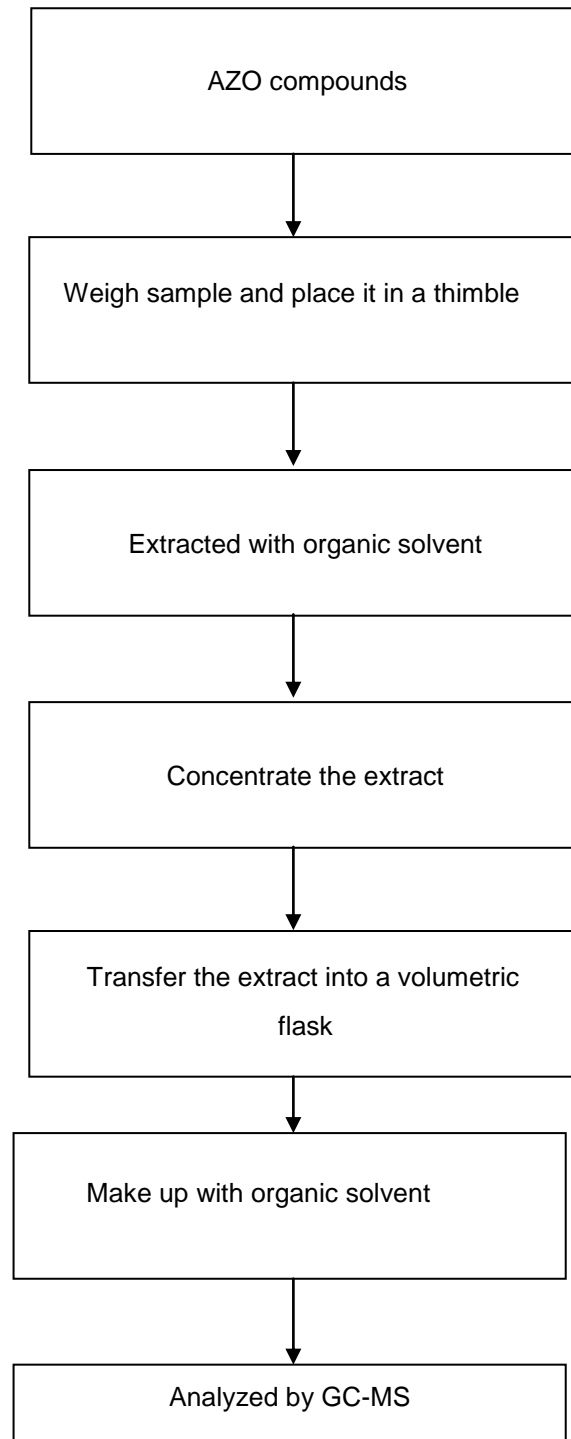 AZO compounds
Weigh sample and place it in a thimble
Extracted with organic solvent
Concentrate the extract
Transfer the extract into a volumetric
flask
Make up with organic solvent
Analyzed by GC-MS